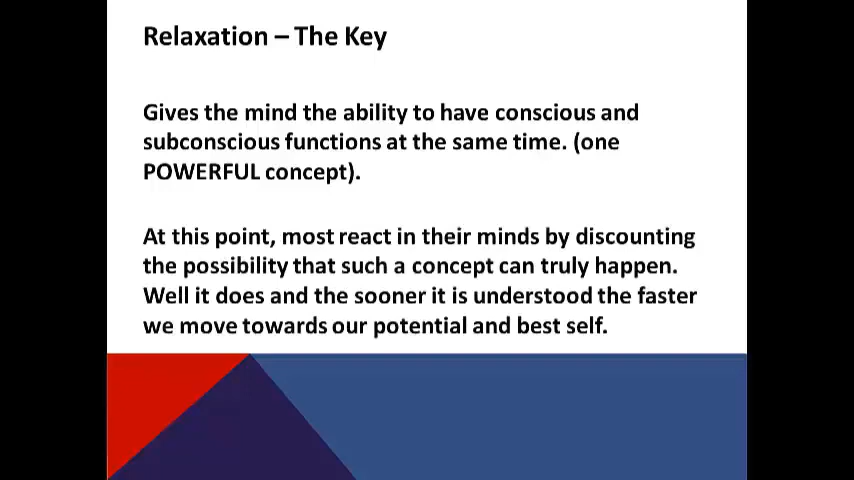 Relaxation – The Key
Gives the mind the ability to have conscious and
subconscious functions at the same time. (one
POWERFUL concept).
At this point, most react in their minds by discounting
the possibility that such a concept can truly happen.
Well it does and the sooner it is understood the faster
we move towards our potential and best self.